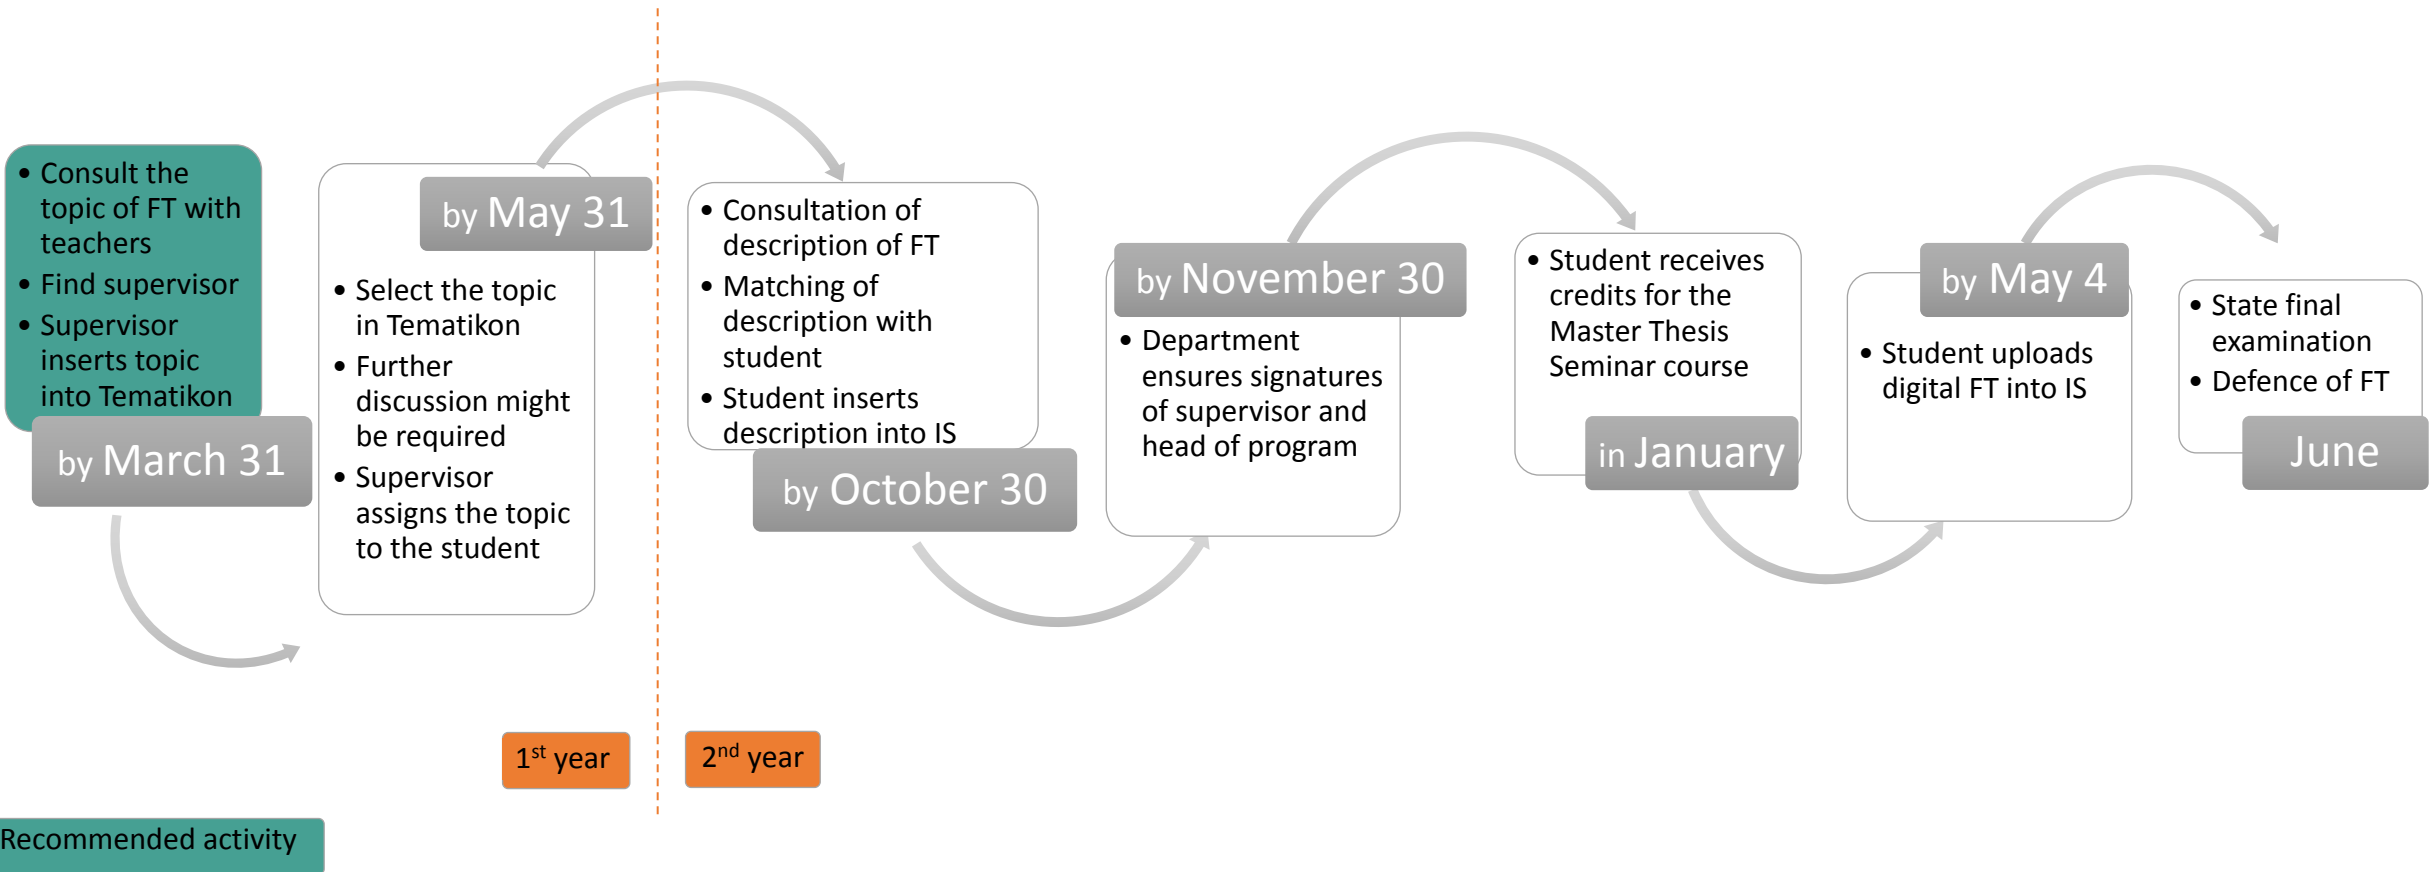 • Consult the
topic of FT with
teachers
• Find supervisor
• Supervisor
inserts topic
into Tematikon
by March 31
by May 31
• Select the topic
in Tematikon
• Further
discussion might
be required
• Supervisor
assigns the topic
to the student
• Consultation of
description of FT
• Matching of
description with
student
• Student inserts
description into IS
by October 30
by November 30
• Department
ensures signatures
of supervisor and
head of program
• Student receives
credits for the
Master Thesis
Seminar course
in January
by May 4
• Student uploads
digital FT into IS
• State final
examination
• Defence of FT
June
1st year
2nd year
Recommended activity